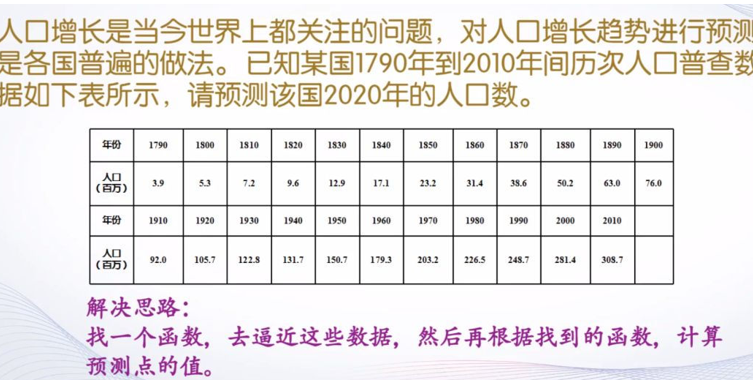 人口增长是当今世界上都关注的问题，对人口增长趋势进行预测
是各国普遍的做法。已知某国1790年到2010年间历次人口普查数
据如下表所示，请预测该国2020年的人口数。
年份 1790 1800 1810 1820 1830 1840 1850 1860 1870 1880 1890 1900
人口（百万） 3.9 5.3 7.2 9.6 12.9 17.1 23.2 31.4 38.6 50.2 63.0 76.0
年份 1910 1920 1930 1940 1950 1960 1970 1980 1990 2000 2010
人口（百万） 92.0 105.7 122.8 131.7 150.7 179.3 203.2 226.5 248.7 281.4 308.7
解决思路：
找一个函数，去逼近这些数据，然后再根据找到的函数，计算
预测点的值。